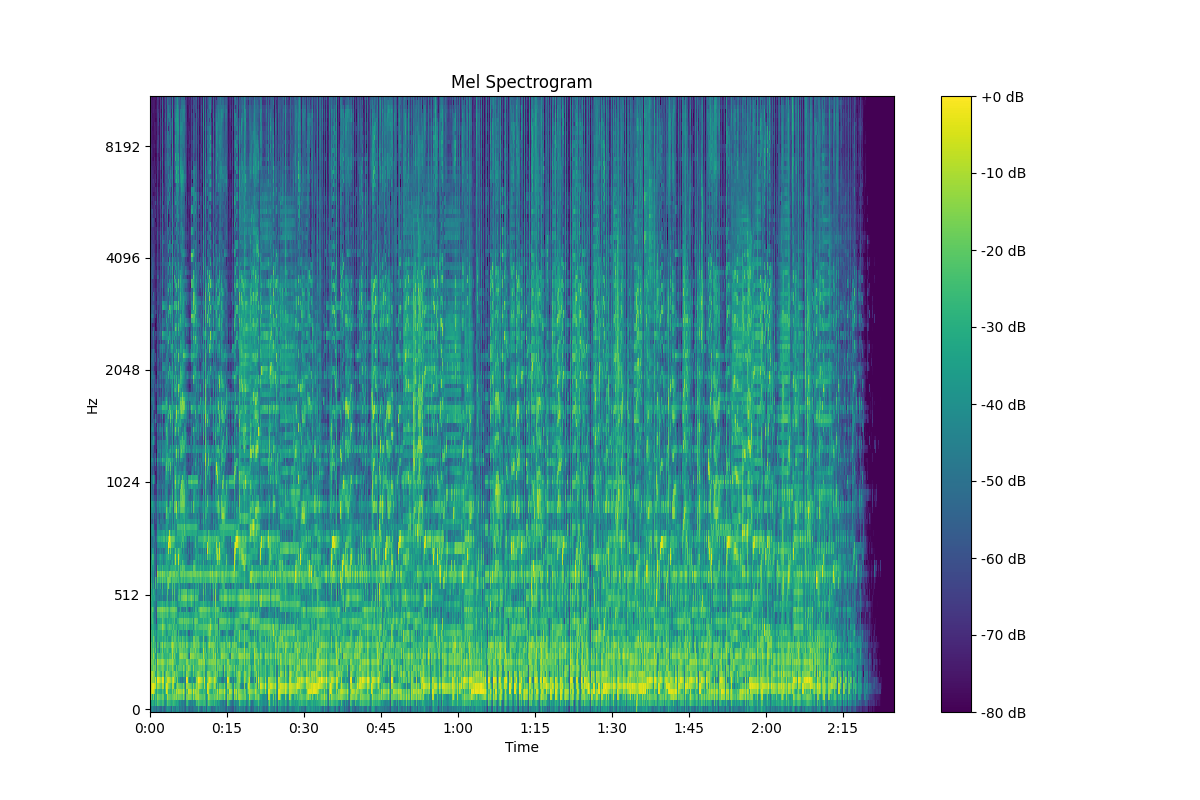 Mel Spectrogram
+0 dB
8192
-10 dB
4096
-20 dB
-30 dB
2048
-40 dB
Hz
1024
-50 dB
-60 dB
512
-70 dB
0
-80 dB
0:00 0:15 0:30 0:45 1:00 1:15 1:30 1:45 2:00 2:15
Time